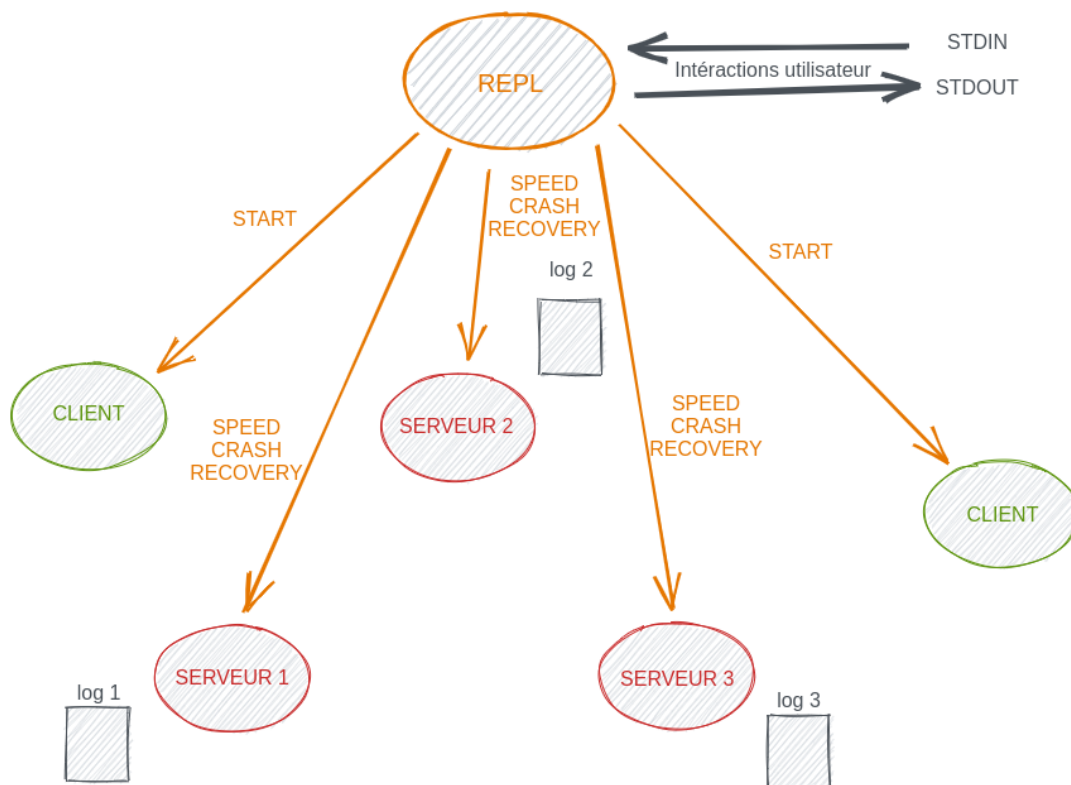 STDIN
Intéractions utilisateur
STDOUT
REPL
START
SPEED
CRASH
RECOVERY
START
log 2
CLIENT
SERVEUR 2
SPEED
CRASH
RECOVERY
SPEED
CRASH
RECOVERY
CLIENT
SERVEUR 1
SERVEUR 3
log 1
log 3